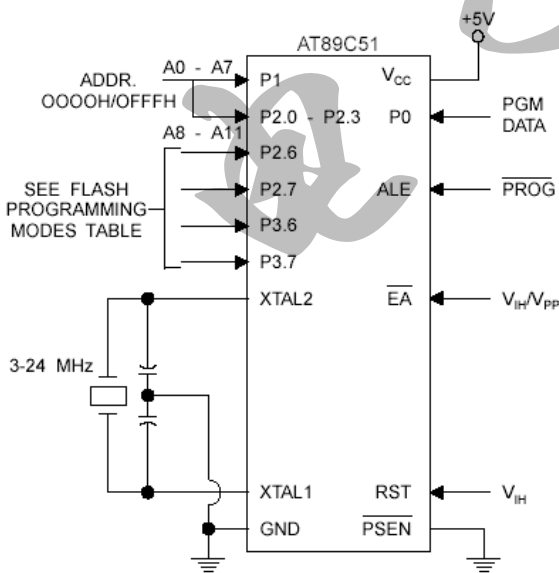 +5V
AT89C51
A0 - A7
ADDR.
OOOOH/OFFFH
P1
VCC
P2.0 - P2.3
P0
PGM
DATA
A8 - A11
P2.6
SEE FLASH
PROGRAMMING
MODES TABLE
P2.7
ALE
PROG
P3.6
P3.7
XTAL2
EA
VIH/VPP
3-24 MHz
XTAL1
RST
VIH
GND
PSEN